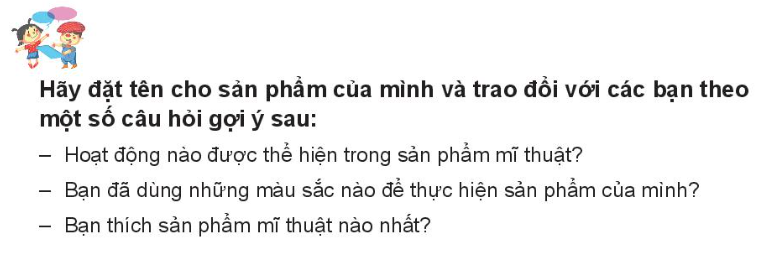 Hãy đặt tên cho sản phẩm của mình và trao đổi với các bạn theo
một số câu hỏi gợi ý sau:
– Hoạt động nào được thể hiện trong sản phẩm mĩ thuật?
– Bạn đã dùng những màu sắc nào để thực hiện sản phẩm của mình?
– Bạn thích sản phẩm mĩ thuật nào nhất?